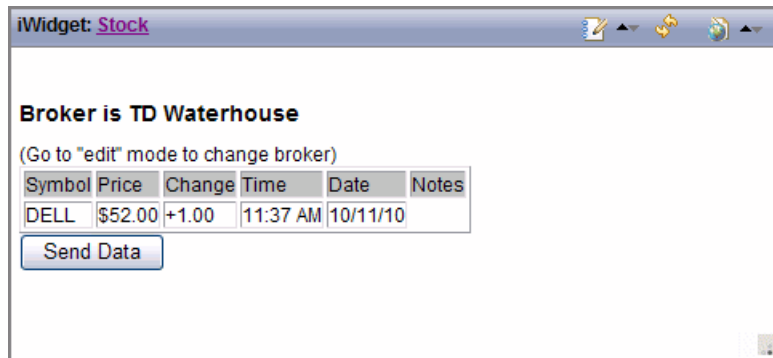 iWidget: Stock
Broker is TD Waterhouse
(Go to "edit" mode to change broker)
Symbol Price Change Time Date Notes
DELL $52.00 +1.00 11:37 AM 10/11/10
Send Data